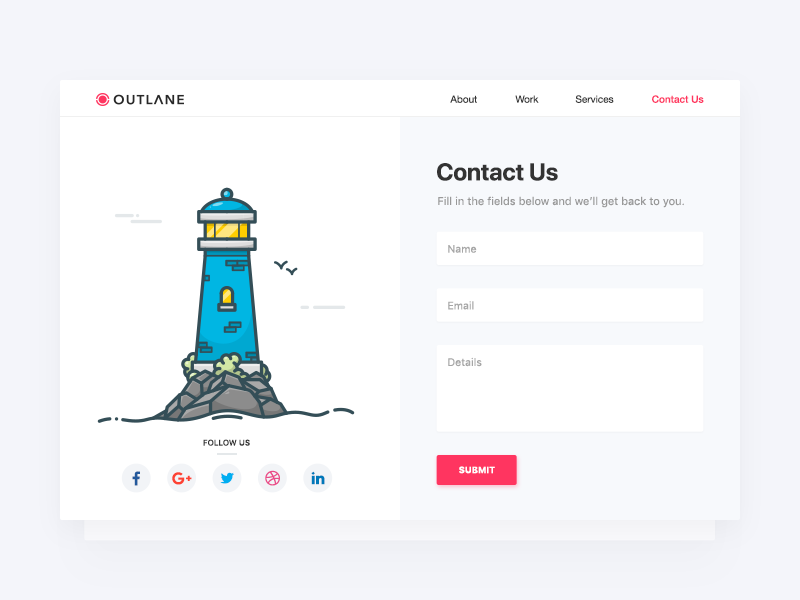 OUTLANE
About Work Services Contact Us
Contact Us
Fill in the fields below and we'll get back to you.
Name
Email
Details
SUBMIT
FOLLOW US
f G+ in